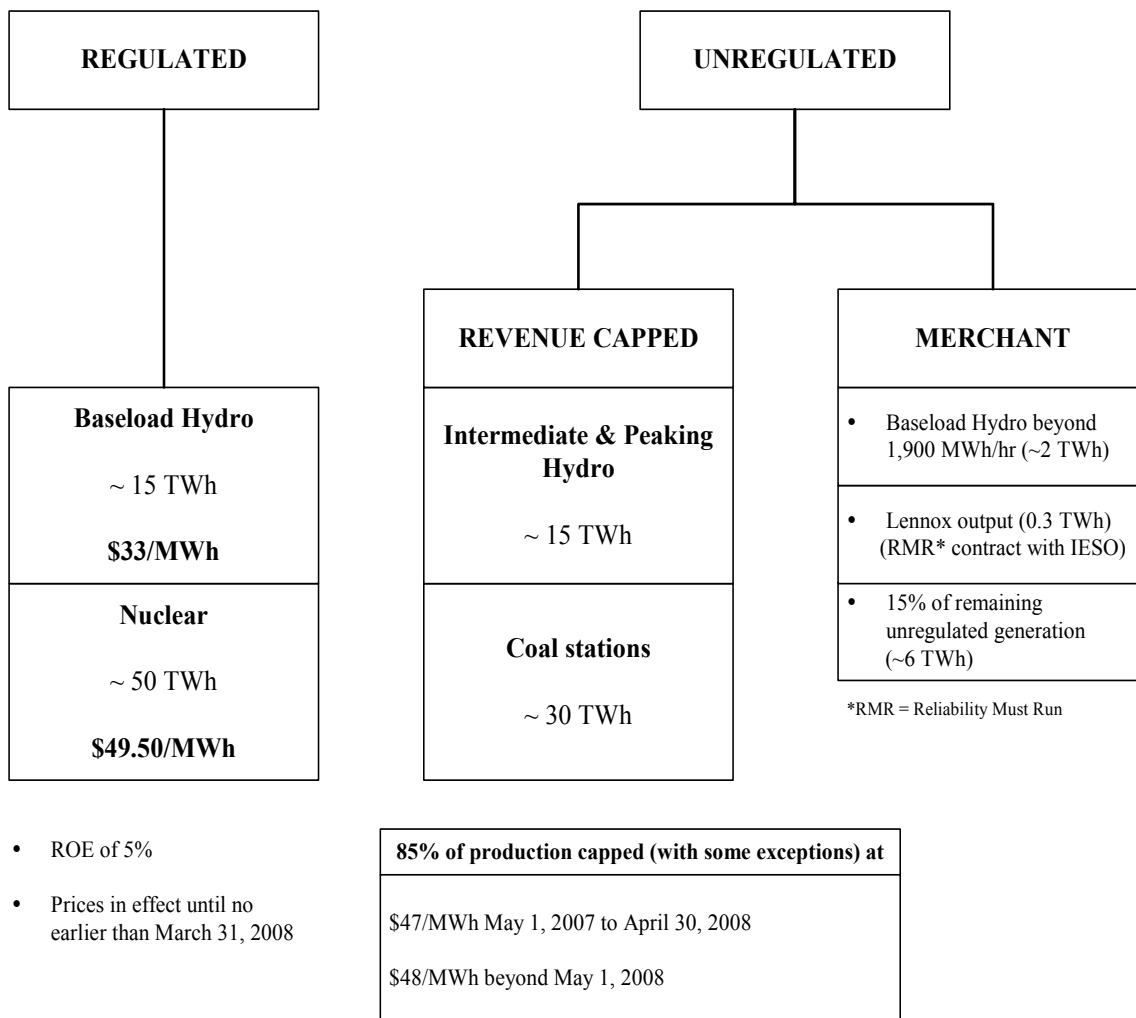 REGULATED
UNREGULATED
REVENUE CAPPED
MERCHANT
Baseload Hydro
~ 15 TWh
$33/MWh
Nuclear
~ 50 TWh
$49.50/MWh
Intermediate & Peaking
Hydro
~ 15 TWh
Coal stations
~ 30 TWh
• Baseload Hydro beyond
1,900 MWh/hr (~2 TWh)
• Lennox output (0.3 TWh)
(RMR* contract with IESO)
• 15% of remaining
unregulated generation
(~6 TWh)
*RMR = Reliability Must Run
• ROE of 5%
• Prices in effect until no
earlier than March 31, 2008
85% of production capped (with some exceptions) at
$47/MWh May 1, 2007 to April 30, 2008
$48/MWh beyond May 1, 2008